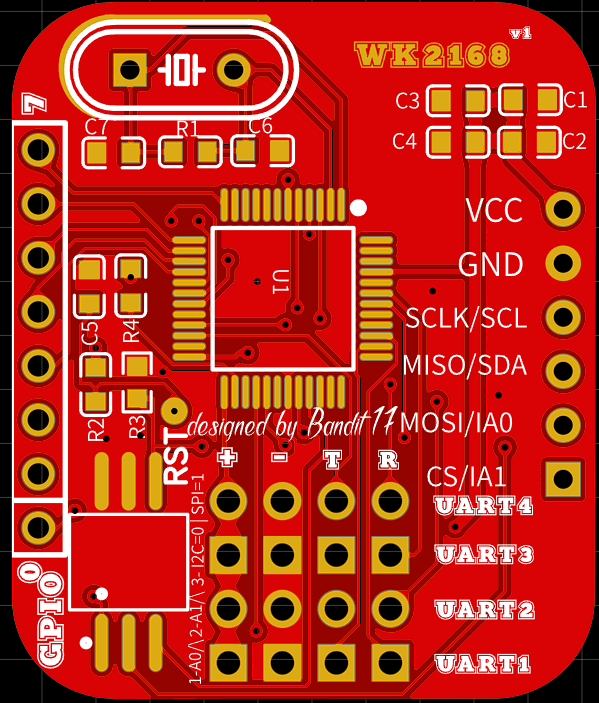 v1
WK2168
7
C3
C1
C7
R1
C6
C4
C2
VCC
GND
U1
SCLK/SCL
C5
R4
MISO/SDA
R2
R3
designed by Bandit 17
MOSI/IA0
RST
+ - T R
CS/IA1
UART4
UART3
UART2
UART1
GPIO
0
1-A0/\ 2-A1/\ 3- I2C=0 | SPI=1